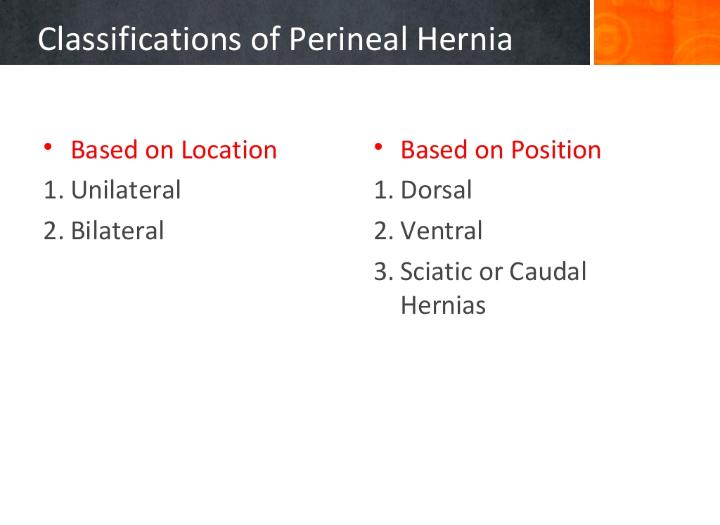 Classifications of Perineal Hernia
• Based on Location
1. Unilateral
2. Bilateral
• Based on Position
1. Dorsal
2. Ventral
3. Sciatic or Caudal
Hernias